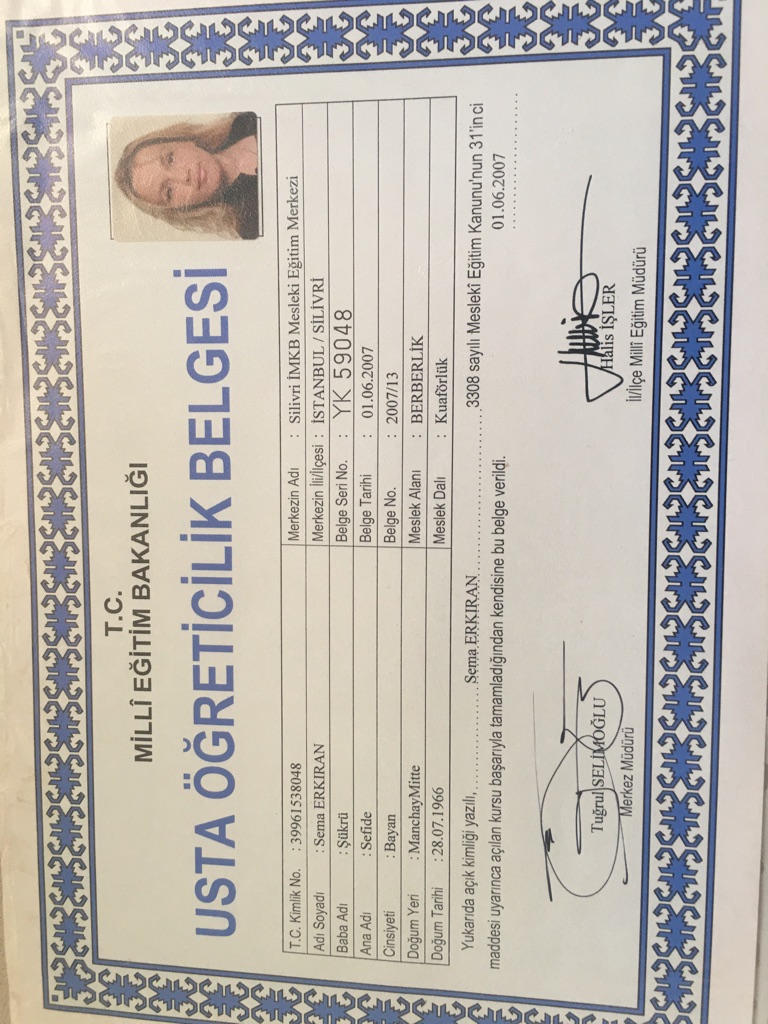 T.C.
MİLLÎ EĞİTİM BAKANLIĞI
USTA ÖĞRETİCİLİK BELGESİ
T.C. Kimlik No. : 39961538048
Adı Soyadı : Sema ERKIRAN
Baba Adı : Şükrü
Ana Adı : Sefide
Cinsiyeti : Bayan
Doğum Yeri : ManchayMitte
Doğum Tarihi : 28.07.1966
Merkezin Adı : Silivri İMKB Mesleki Eğitim Merkezi
Merkezin İli/İlçesi : İSTANBUL / SİLİVRİ
Belge Seri No. : YK 59048
Belge Tarihi : 01.06.2007
Belge No. : 2007/13
Meslek Alanı : BERBERLİK
Meslek Dalı : Kuaförlük
Yukarıda açık kimliği yazılı, Sema ERKIRAN 3308 sayılı Meslekî Eğitim Kanunu'nun 31'inci
maddesi uyarınca açılan kursu başarıyla tamamladığından kendisine bu belge verildi. 01.06.2007
Tuğrul SELİMOĞLU
Merkez Müdürü
Halis İŞLER
İl/İlçe Millî Eğitim Müdürü